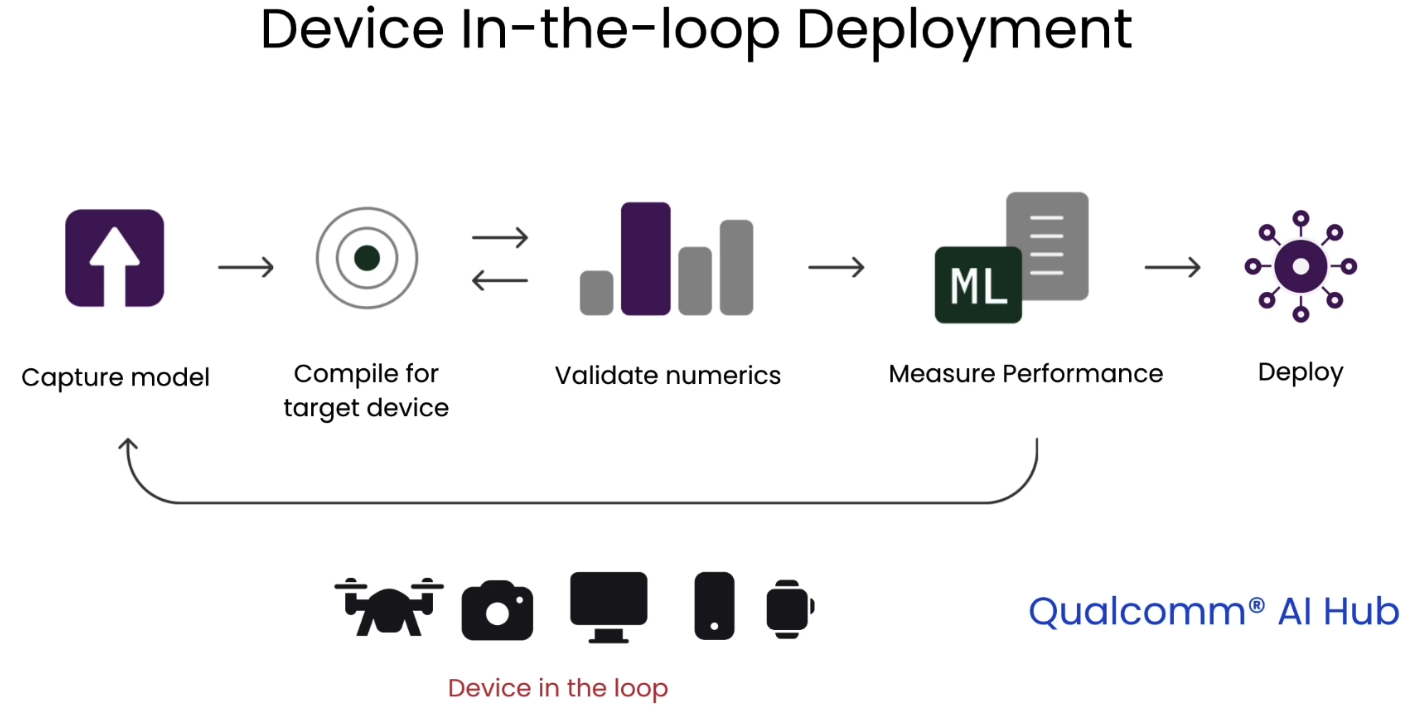 Device In-the-loop Deployment
ML
Capture model
Compile for
target device
Validate numerics
Measure Performance
Deploy
Qualcomm® AI Hub
Device in the loop